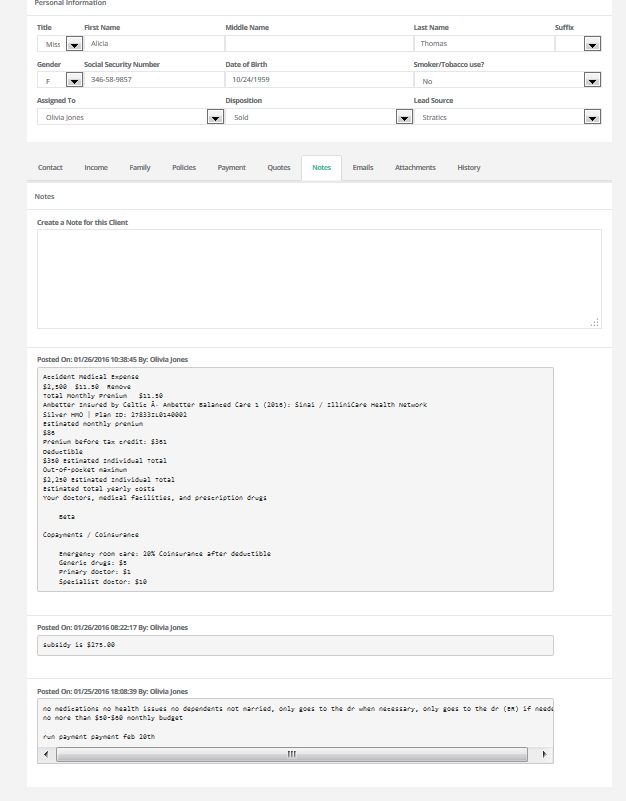 Personal Information
Title First Name Middle Name Last Name Suffix
Miss Alicia Thomas
Gender Social Security Number Date of Birth Smoker/Tobacco use?
F 346-58-9857 10/24/1959 No
Assigned To Disposition Lead Source
Olivia Jones Sold Stratics
Contact Income Family Policies Payment Quotes Notes Emails Attachments History
Notes
Create a Note for this Client
Posted On: 01/26/2016 10:38:45 By: Olivia Jones
Accident Medical Expense
$2,500 $11.50 Remove
Total Monthly Premium $11.50
Ambetter Insured by Celtic Â· Ambetter Balanced Care 1 (2016): Sinai / IlliniCare Health Network
Silver HMO | Plan ID: 27833IL0140002
Estimated monthly premium
$86
Premium before tax credit: $361
Deductible
$350 Estimated Individual Total
Out-of-pocket maximum
$2,250 Estimated Individual Total
Estimated total yearly costs
Your doctors, medical facilities, and prescription drugs
Beta
Copayments / Coinsurance
Emergency room care: 20% Coinsurance after deductible
Generic drugs: $5
Primary doctor: $1
Specialist doctor: $10
Posted On: 01/26/2016 08:22:17 By: Olivia Jones
subsidy is $275.00
Posted On: 01/25/2016 18:08:39 By: Olivia Jones
no medications no health issues no dependents not married, only goes to the dr when necessary, only goes to the dr (ER) if neede
no more than $50-$60 monthly budget
run payment payment feb 20th